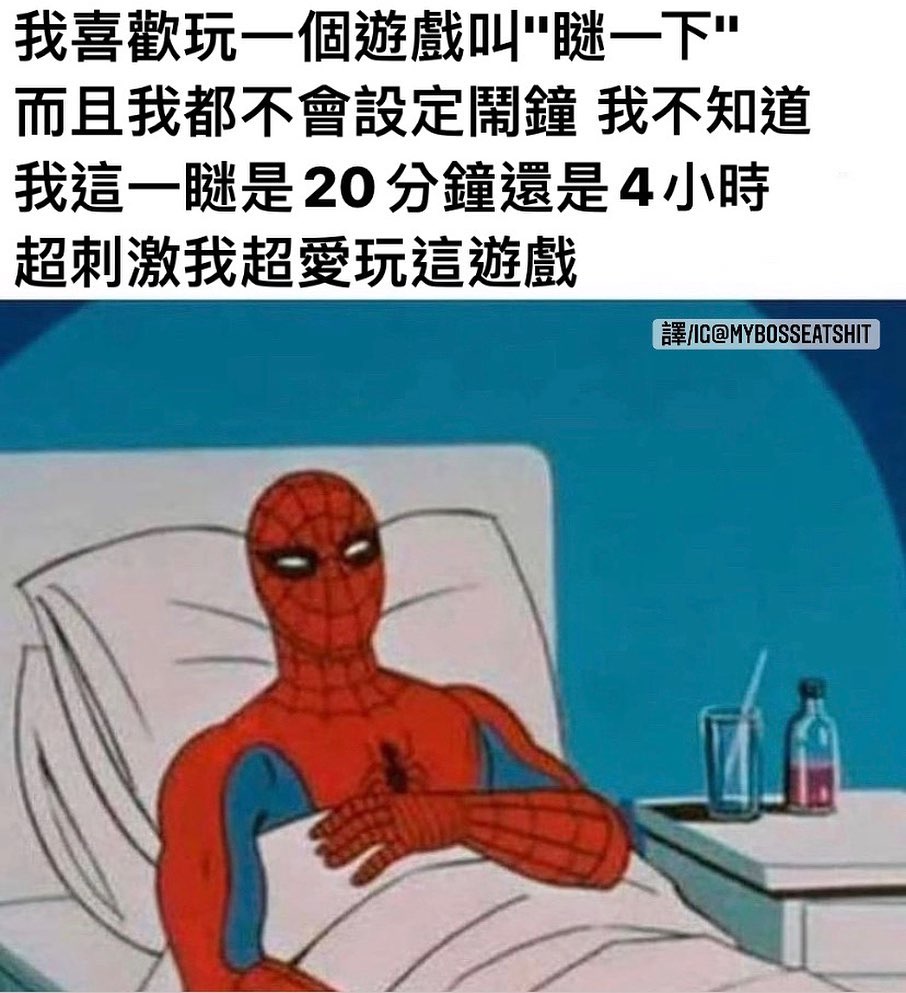 我喜歡玩一個遊戲叫"瞇一下"
而且我都不會設定鬧鐘 我不知道
我這一瞇是20分鐘還是4小時
超刺激我超愛玩這遊戲
譯/IG@MYBOSSEATSHIT